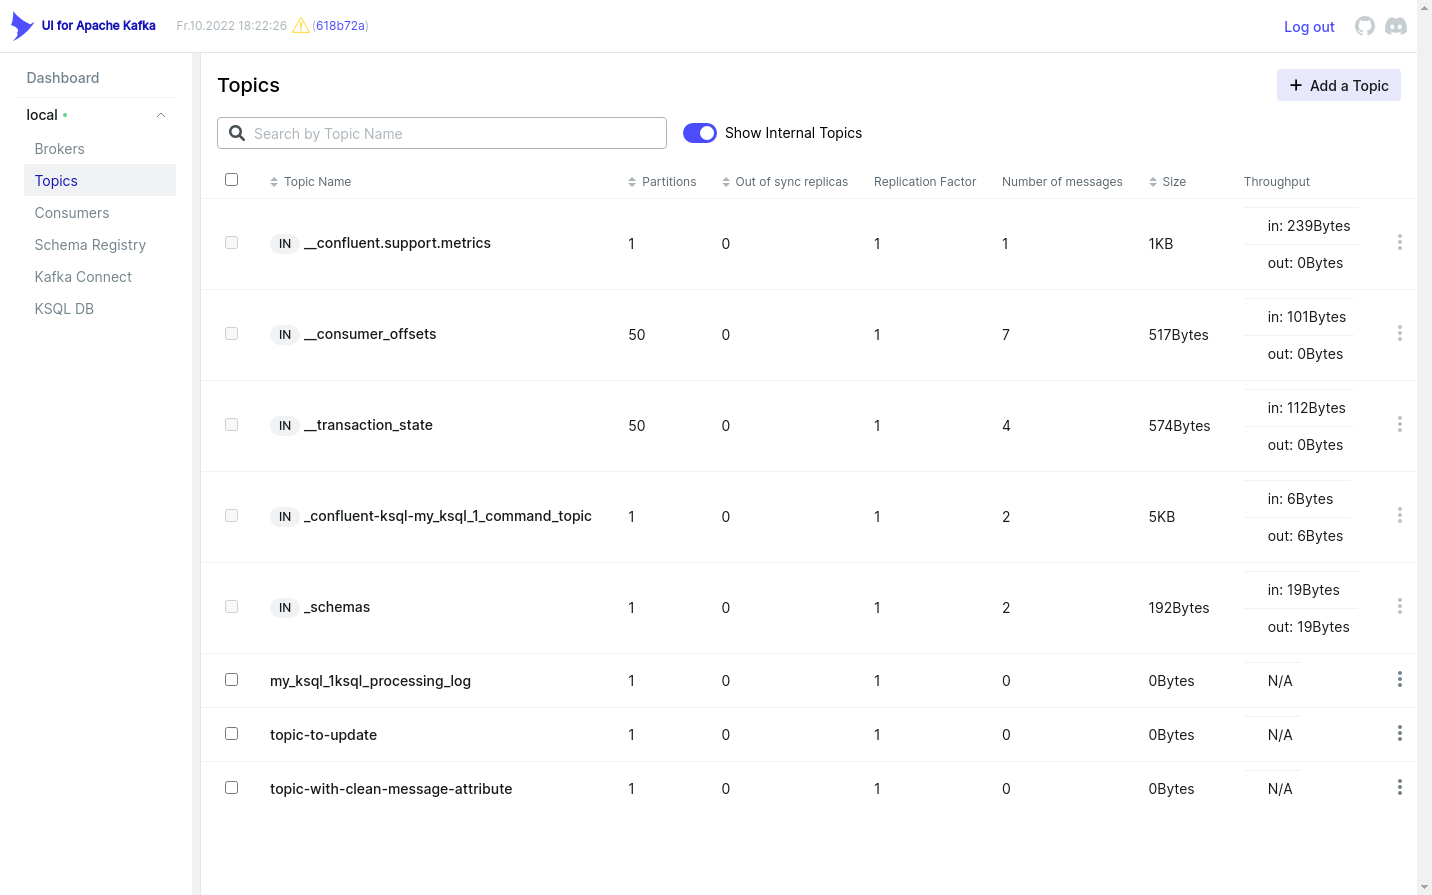 UI for Apache Kafka Fr.10.2022 18:22:26 (618b72a) Log out
Dashboard
local
Brokers
Topics
Consumers
Schema Registry
Kafka Connect
KSQL DB
Topics
Add a Topic
Search by Topic Name
Show Internal Topics
Topic Name Partitions Out of sync replicas Replication Factor Number of messages Size Throughput
IN __confluent.support.metrics 1 0 1 1 1KB in: 239Bytes
out: 0Bytes
IN __consumer_offsets 50 0 1 7 517Bytes in: 101Bytes
out: 0Bytes
IN __transaction_state 50 0 1 4 574Bytes in: 112Bytes
out: 0Bytes
IN _confluent-ksql-my_ksql_1_command_topic 1 0 1 2 5KB in: 6Bytes
out: 6Bytes
IN _schemas 1 0 1 2 192Bytes in: 19Bytes
out: 19Bytes
my_ksql_1ksql_processing_log 1 0 1 0 0Bytes N/A
topic-to-update 1 0 1 0 0Bytes N/A
topic-with-clean-message-attribute 1 0 1 0 0Bytes N/A